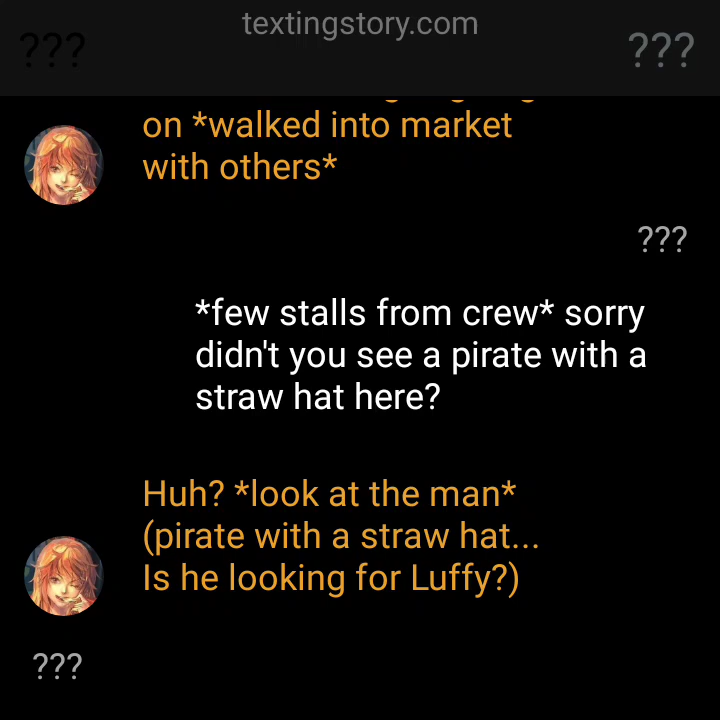 textingstory.com
???
???
on *walked into market
with others*
???
*few stalls from crew* sorry
didn't you see a pirate with a
straw hat here?
Huh? *look at the man*
(pirate with a straw hat...
Is he looking for Luffy?)
???